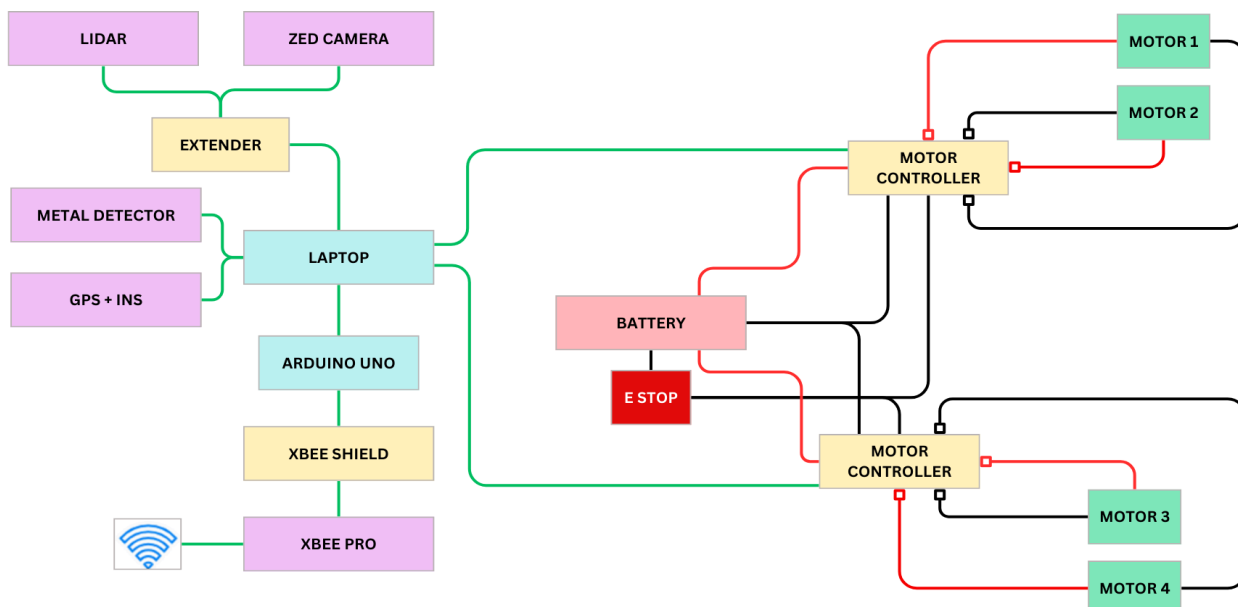 LIDAR
ZED CAMERA
EXTENDER
METAL DETECTOR
GPS + INS
LAPTOP
ARDUINO UNO
XBEE SHIELD
XBEE PRO
BATTERY
E STOP
MOTOR
CONTROLLER
MOTOR 1
MOTOR 2
MOTOR
CONTROLLER
MOTOR 3
MOTOR 4